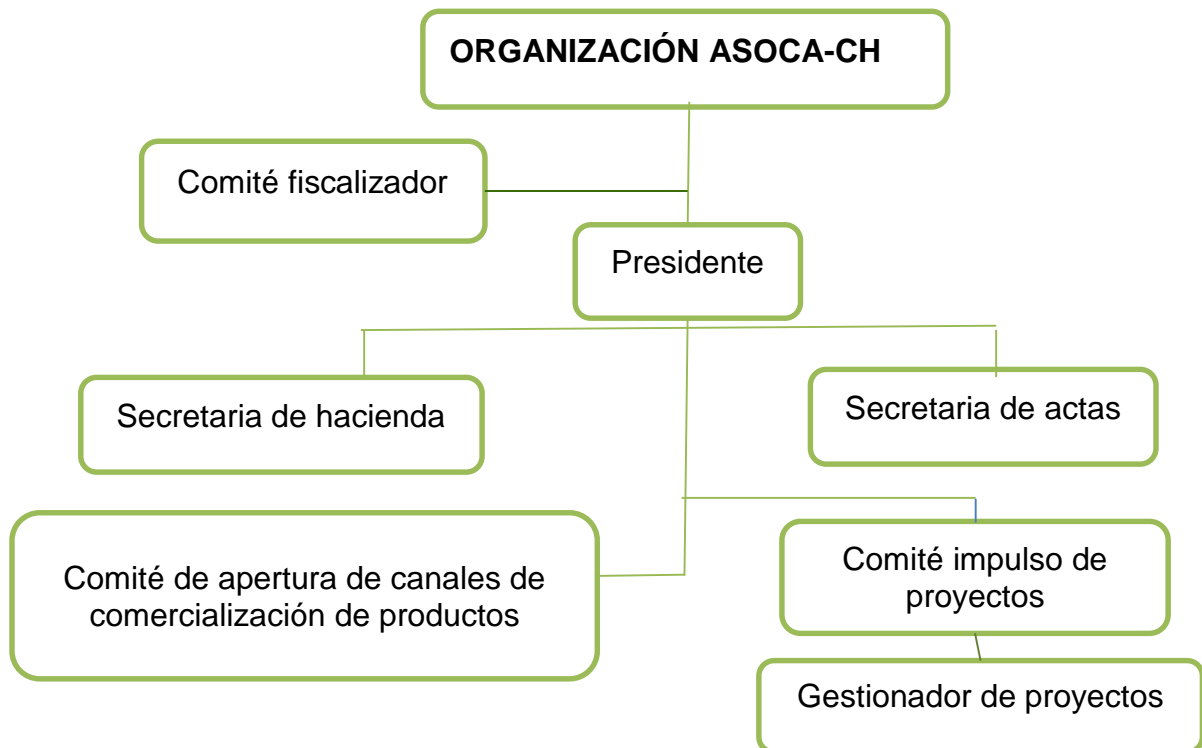 ORGANIZACIÓN ASOCA-CH
Comité fiscalizador
Presidente
Secretaria de hacienda
Secretaria de actas
Comité de apertura de canales de
comercialización de productos
Comité impulso de
proyectos
Gestionador de proyectos